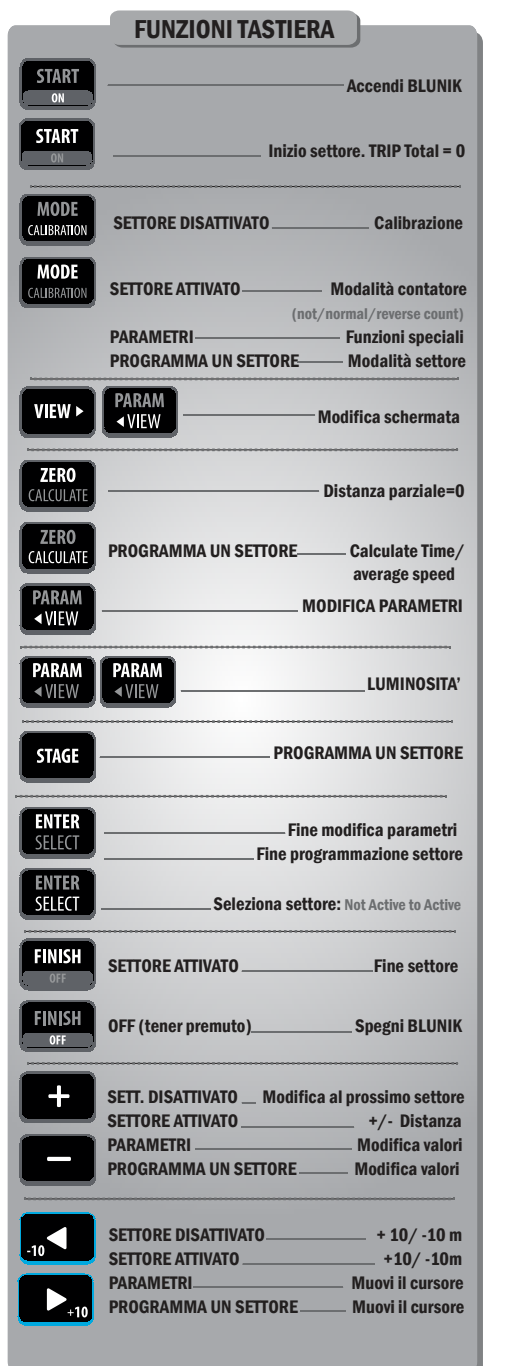 FUNZIONI TASTIERA
START
ON
Accendi BLUNIK
START
ON
Inizio settore. TRIP Total = 0
MODE
CALIBRATION
SETTORE DISATTIVATO Calibrazione
MODE
CALIBRATION
SETTORE ATTIVATO Modalità contatore
(not/normal/reverse count)
PARAMETRI Funzioni speciali
PROGRAMMA UN SETTORE Modalità settore
VIEW ▸
PARAM
◂VIEW
Modifica schermata
ZERO
CALCULATE
Distanza parziale=0
ZERO
CALCULATE
PROGRAMMA UN SETTORE Calculate Time/
average speed
PARAM
◂VIEW
MODIFICA PARAMETRI
PARAM
◂VIEW
PARAM
◂VIEW
LUMINOSITA'
STAGE
PROGRAMMA UN SETTORE
ENTER
SELECT
Fine modifica parametri
Fine programmazione settore
ENTER
SELECT
Seleziona settore: Not Active to Active
FINISH
OFF
SETTORE ATTIVATO Fine settore
FINISH
OFF
OFF (tener premuto) Spegni BLUNIK
+
SETT. DISATTIVATO Modifica al prossimo settore
SETTORE ATTIVATO +/- Distanza
–
PARAMETRI Modifica valori
PROGRAMMA UN SETTORE Modifica valori
-10 ◀
SETTORE DISATTIVATO + 10/ -10 m
SETTORE ATTIVATO +10/ -10m
▶ +10
PARAMETRI Muovi il cursore
PROGRAMMA UN SETTORE Muovi il cursore